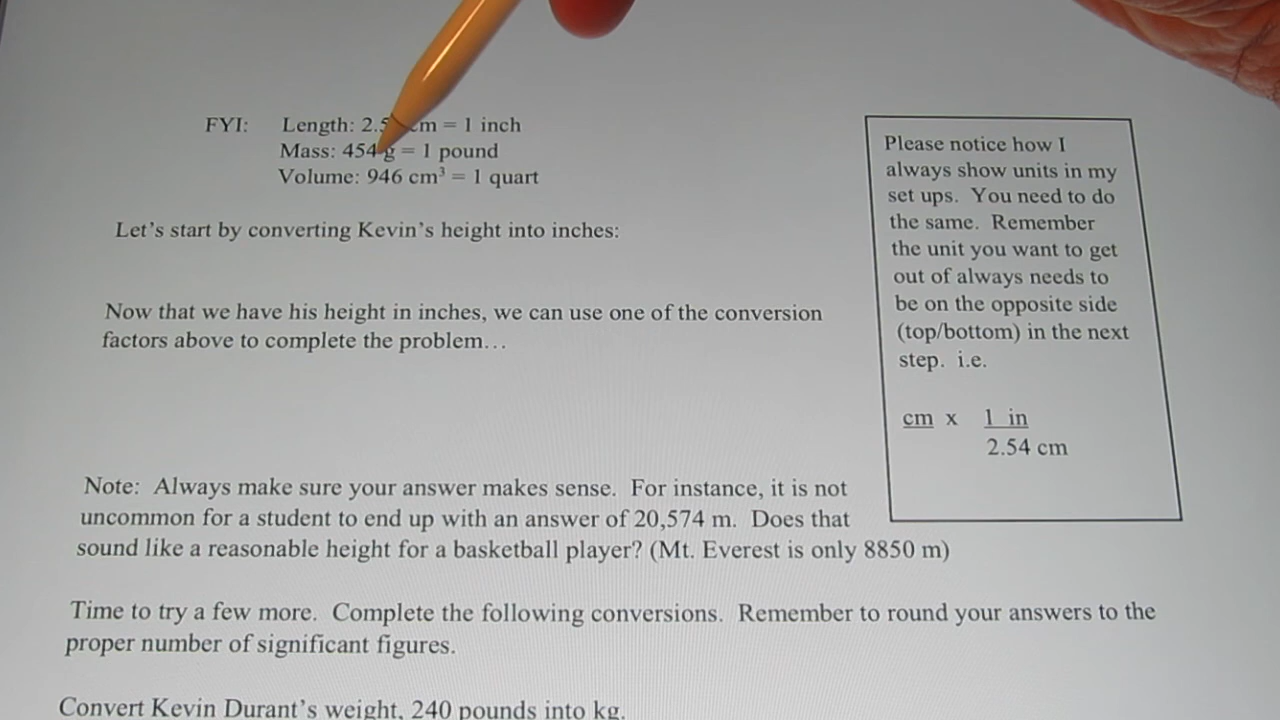 FYI: Length: 2.5 cm = 1 inch
Mass: 454 g = 1 pound
Volume: 946 cm³ = 1 quart
Let's start by converting Kevin's height into inches:
Now that we have his height in inches, we can use one of the conversion
factors above to complete the problem…
Please notice how I
always show units in my
set ups. You need to do
the same. Remember
the unit you want to get
out of always needs to
be on the opposite side
(top/bottom) in the next
step. i.e.
cm x 1 in
2.54 cm
Note: Always make sure your answer makes sense. For instance, it is not
uncommon for a student to end up with an answer of 20,574 m. Does that
sound like a reasonable height for a basketball player? (Mt. Everest is only 8850 m)
Time to try a few more. Complete the following conversions. Remember to round your answers to the
proper number of significant figures.
Convert Kevin Durant's weight, 240 pounds into kg.